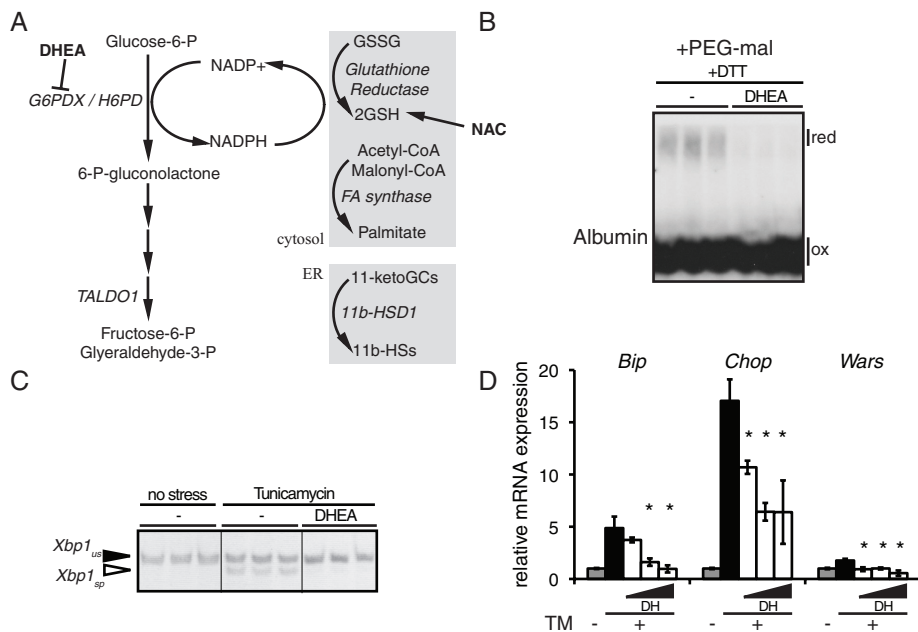 A
DHEA
Glucose-6-P
G6PDX / H6PD
NADP+
NADPH
6-P-gluconolactone
TALDO1
Fructose-6-P
Glyeraldehyde-3-P
GSSG
Glutathione
Reductase
2GSH
NAC
Acetyl-CoA
Malonyl-CoA
FA synthase
Palmitate
cytosol
ER
11-ketoGCs
11b-HSD1
11b-HSs
B
+PEG-mal
+DTT
- DHEA
red
Albumin
ox
C
no stress Tunicamycin
- - DHEA
Xbp1us
Xbp1sp
D
Bip Chop Wars
relative mRNA expression
20
15
10
5
0
* * * * * * * *
DH DH DH
TM - + - + - +